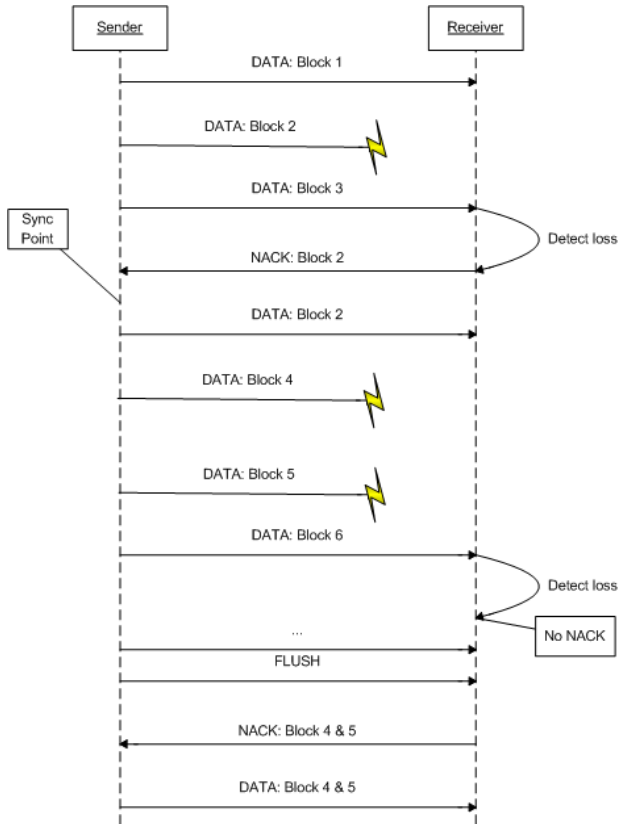 Sender
Receiver
DATA: Block 1
DATA: Block 2
DATA: Block 3
Sync
Point
Detect loss
NACK: Block 2
DATA: Block 2
DATA: Block 4
DATA: Block 5
DATA: Block 6
Detect loss
No NACK
...
FLUSH
NACK: Block 4 & 5
DATA: Block 4 & 5